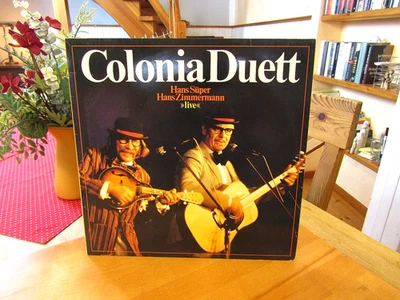 Colonia Duett
Hans Süper
Hans Zimmermann
»live«